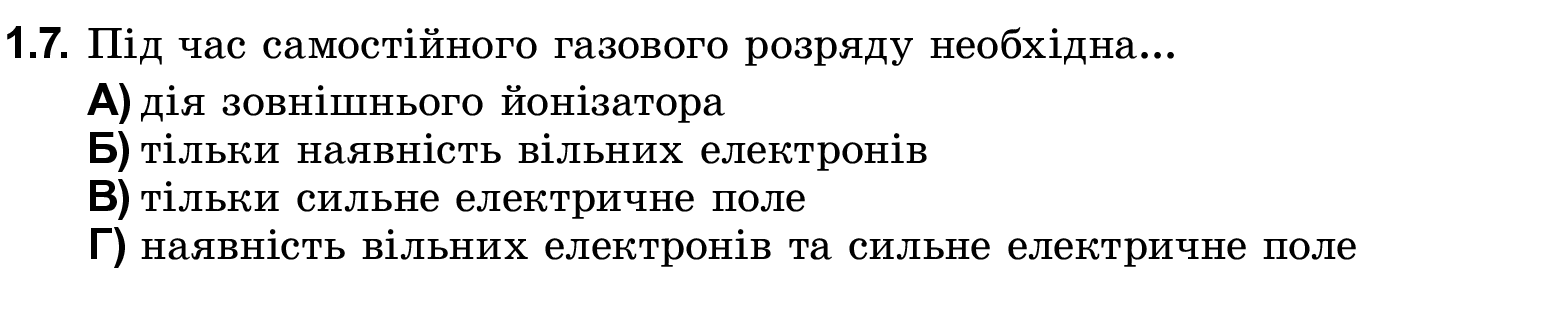 1.7. Під час самостійного газового розряду необхідна...
А) дія зовнішнього йонізатора
Б) тільки наявність вільних електронів
В) тільки сильне електричне поле
Г) наявність вільних електронів та сильне електричне поле